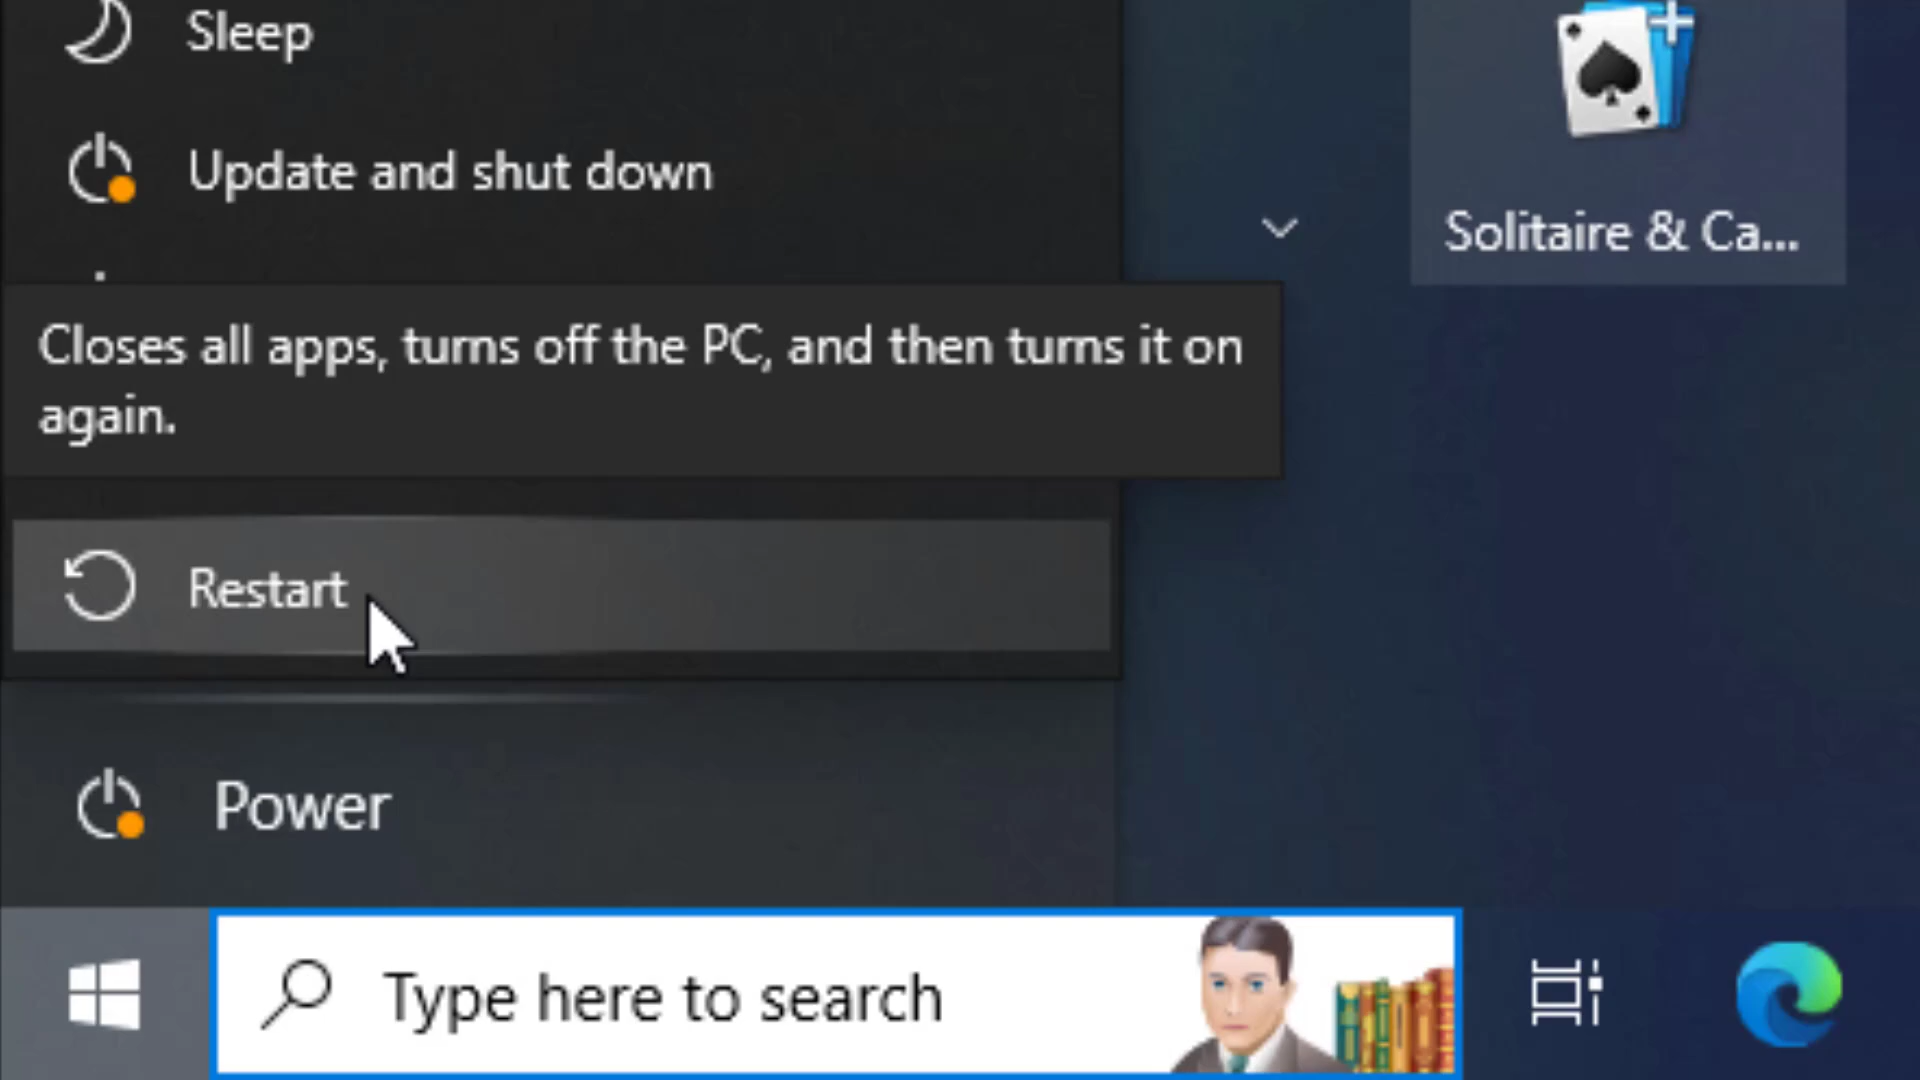 Sleep
Update and shut down
Solitaire & Ca...
Closes all apps, turns off the PC, and then turns it on
again.
Restart
Power
Type here to search